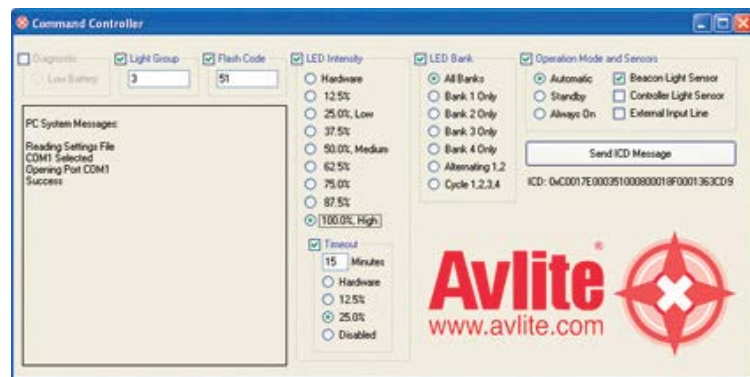 Command Controller
Diagnostic
Low Battery
Light Group
3
Flash Code
51
LED Intensity
Hardware
12.5%
25.0%, Low
37.5%
50.0%, Medium
62.5%
75.0%
87.5%
100.0%, High
Timeout
15 Minutes
Hardware
12.5%
25.0%
Disabled
LED Bank
All Banks
Bank 1 Only
Bank 2 Only
Bank 3 Only
Bank 4 Only
Alternating 1,2
Cycle 1,2,3,4
Operation Mode and Sensors
Automatic
Standby
Always On
Beacon Light Sensor
Controller Light Sensor
External Input Line
Send ICD Message
PC System Messages:
Reading Settings File
COM1 Selected
Opening Port COM1
Success
Avlite®
www.avlite.com